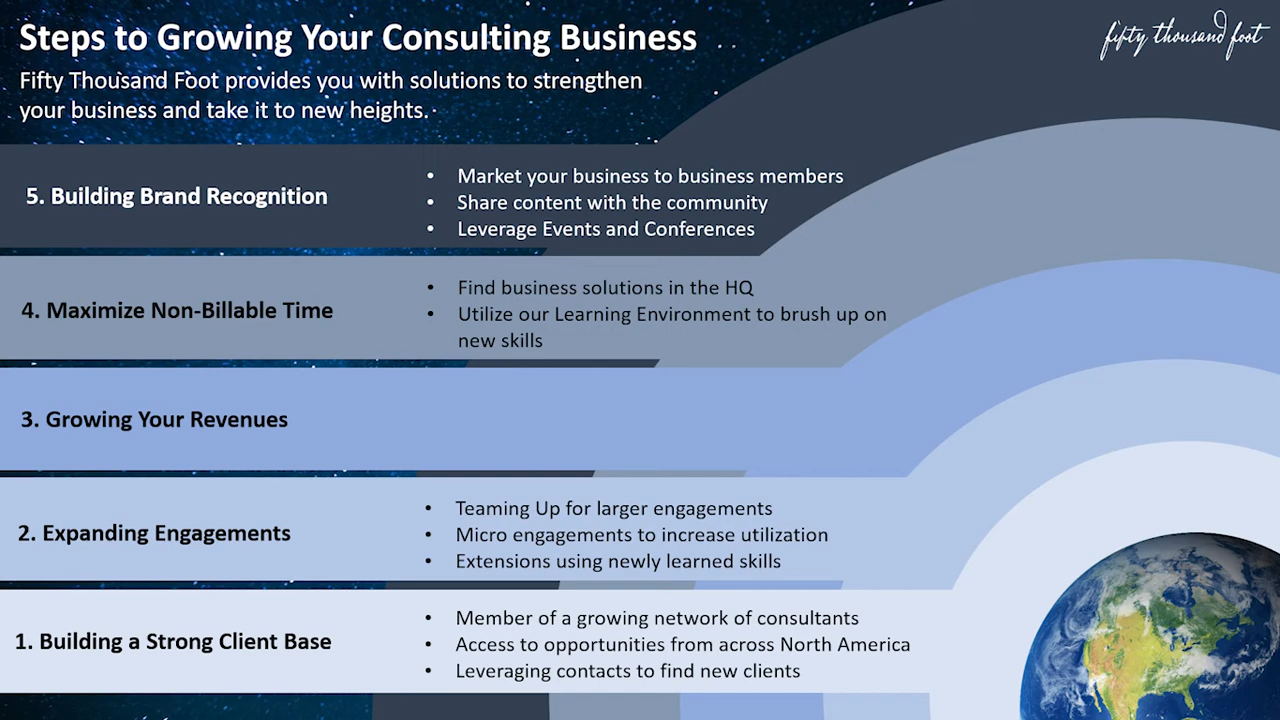 Steps to Growing Your Consulting Business
fifty thousand foot
Fifty Thousand Foot provides you with solutions to strengthen
your business and take it to new heights.
5. Building Brand Recognition
• Market your business to business members
• Share content with the community
• Leverage Events and Conferences
4. Maximize Non-Billable Time
• Find business solutions in the HQ
• Utilize our Learning Environment to brush up on
new skills
3. Growing Your Revenues
2. Expanding Engagements
• Teaming Up for larger engagements
• Micro engagements to increase utilization
• Extensions using newly learned skills
1. Building a Strong Client Base
• Member of a growing network of consultants
• Access to opportunities from across North America
• Leveraging contacts to find new clients